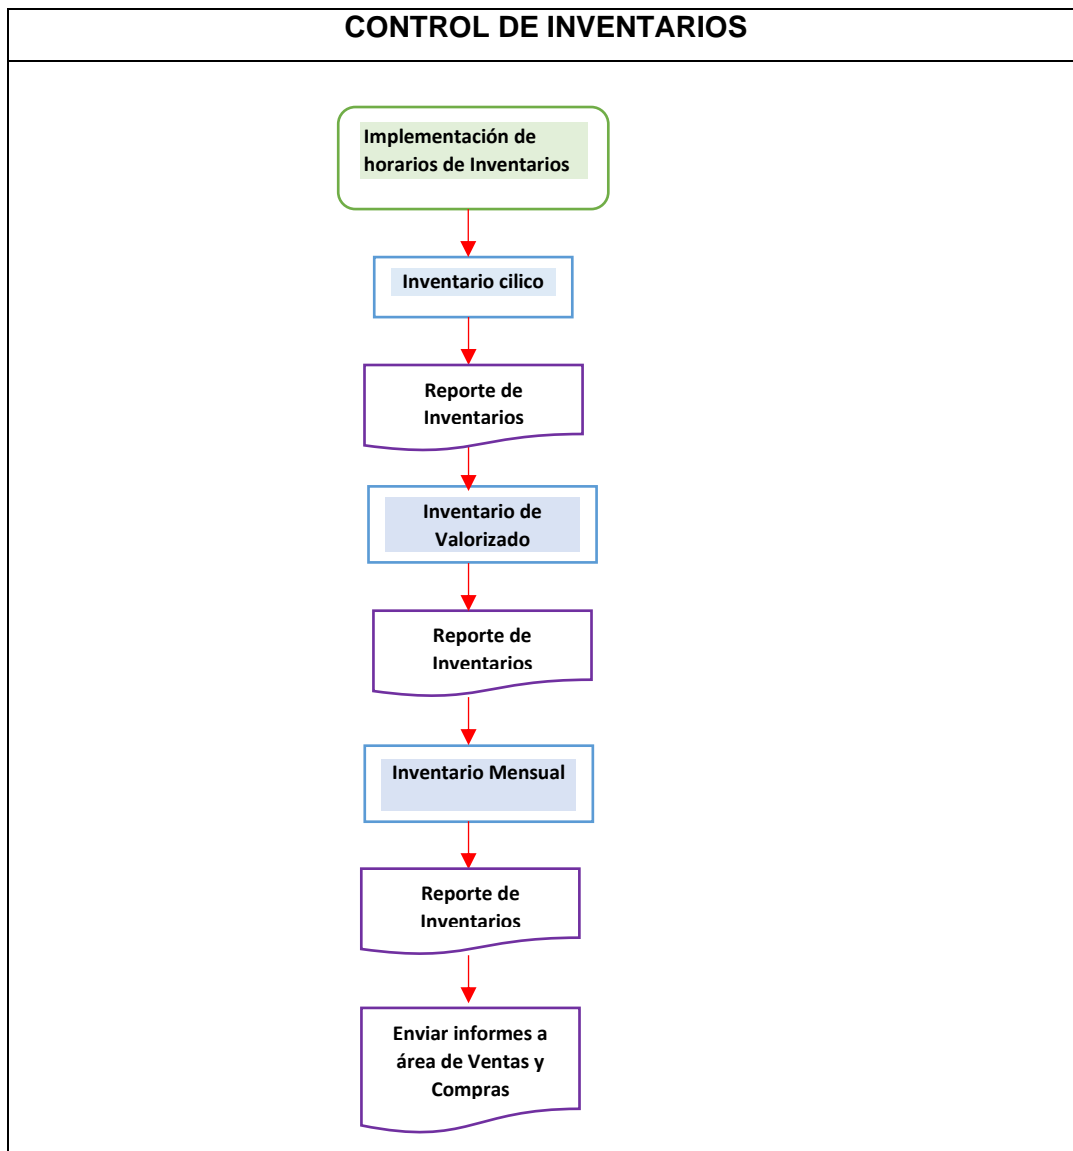 CONTROL DE INVENTARIOS
Implementación de
horarios de Inventarios
Inventario cilico
Reporte de
Inventarios
Inventario de
Valorizado
Reporte de
Inventarios
Inventario Mensual
Reporte de
Inventarios
Enviar informes a
área de Ventas y
Compras